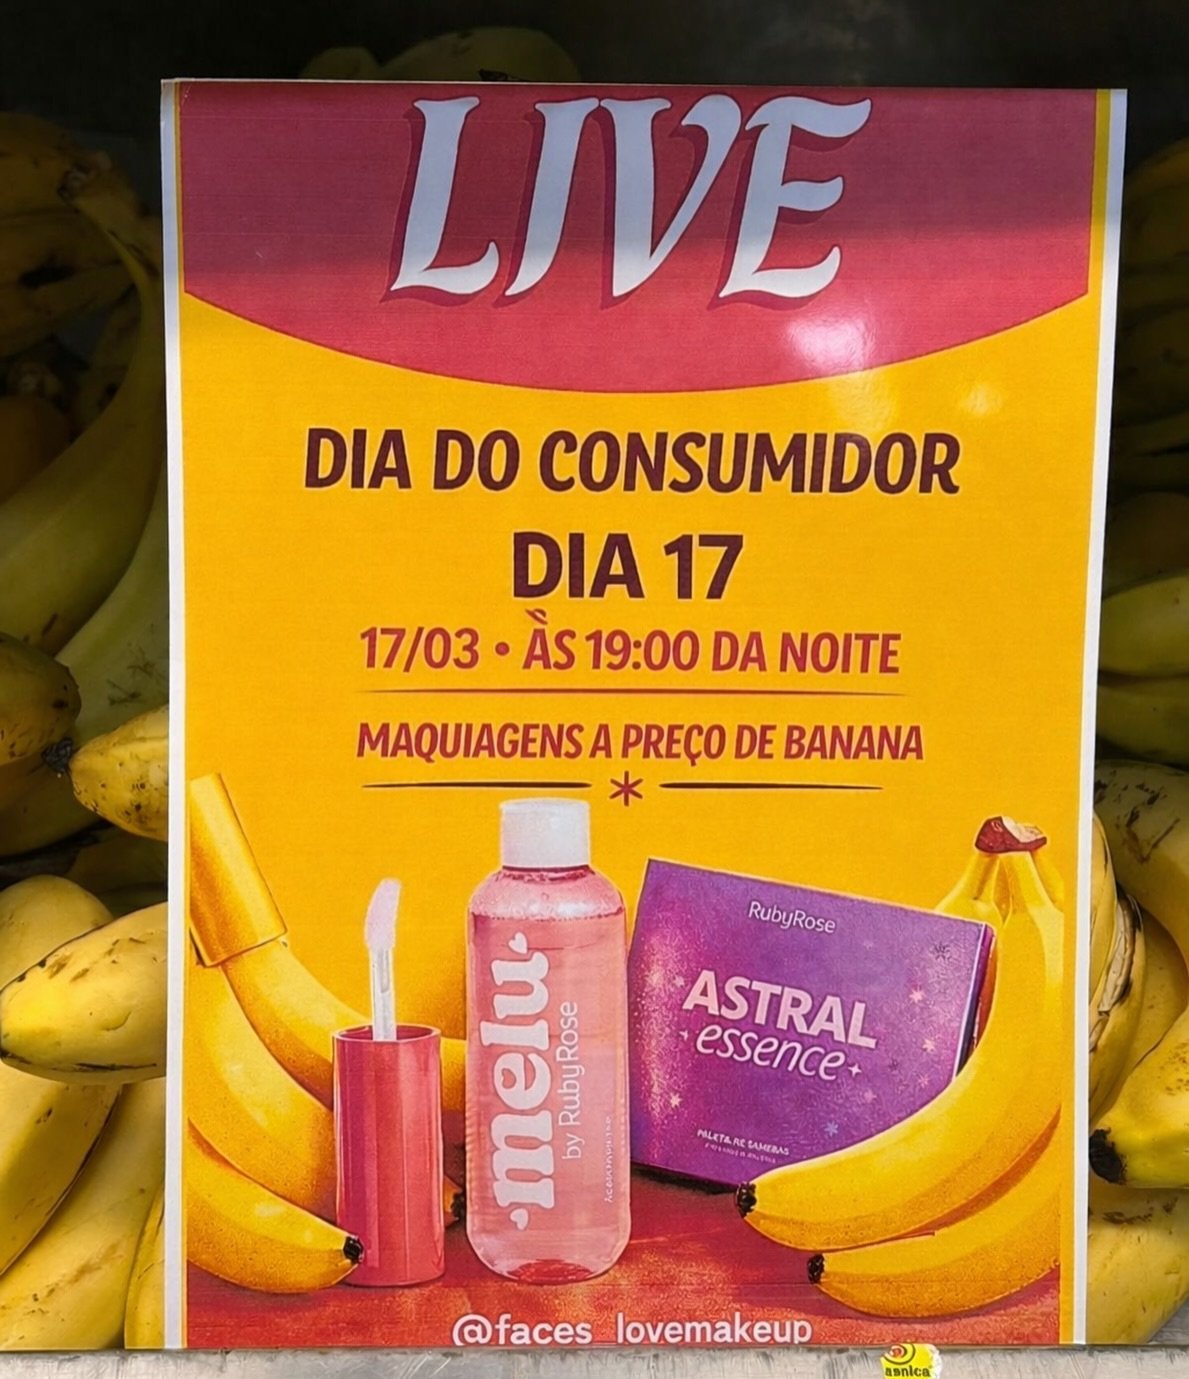 LIVE
DIA DO CONSUMIDOR
DIA 17
17/03 • ÀS 19:00 DA NOITE
MAQUIAGENS A PREÇO DE BANANA
melu
by RubyRose
RubyRose
ASTRAL
essence
@faces_lovemakeup